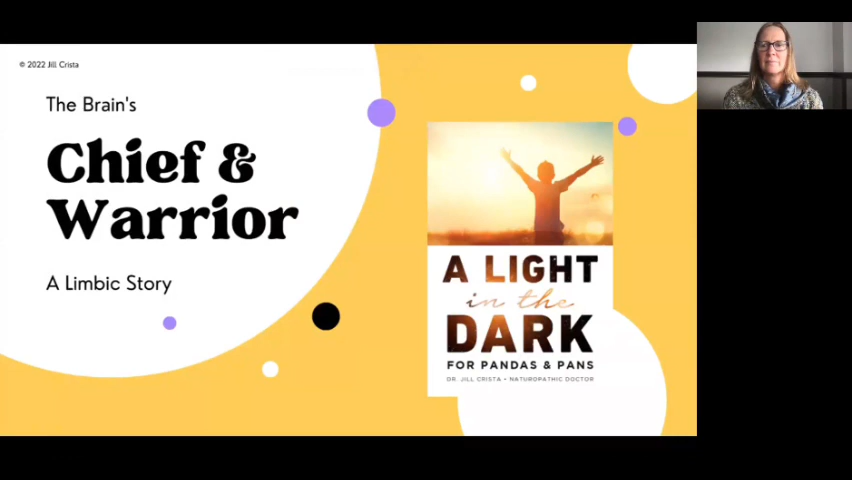 © 2022 Jill Crista
The Brain's
Chief &
Warrior
A Limbic Story
A LIGHT
in the
DARK
FOR PANDAS & PANS
DR. JILL CRISTA • NATUROPATHIC DOCTOR